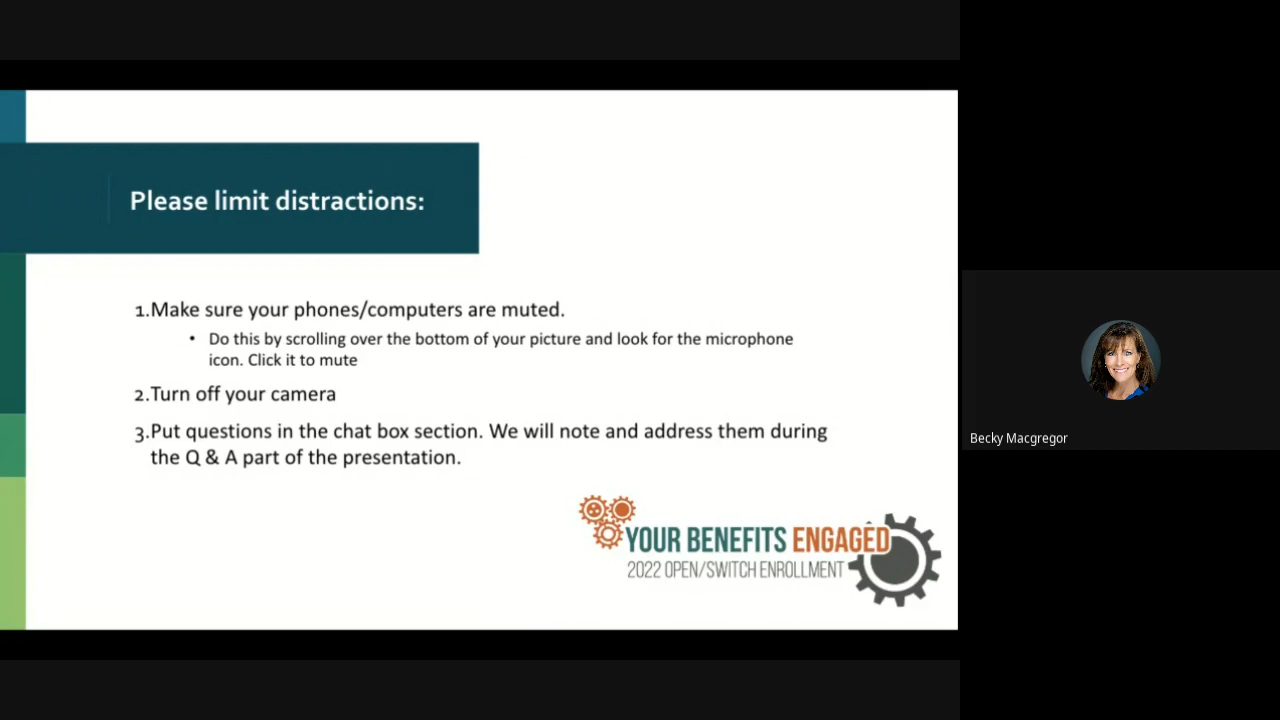 Please limit distractions:
1.Make sure your phones/computers are muted.
• Do this by scrolling over the bottom of your picture and look for the microphone
icon. Click it to mute
2.Turn off your camera
3.Put questions in the chat box section. We will note and address them during
the Q & A part of the presentation.
YOUR BENEFITS ENGAGED
2022 OPEN/SWITCH ENROLLMENT
Becky Macgregor